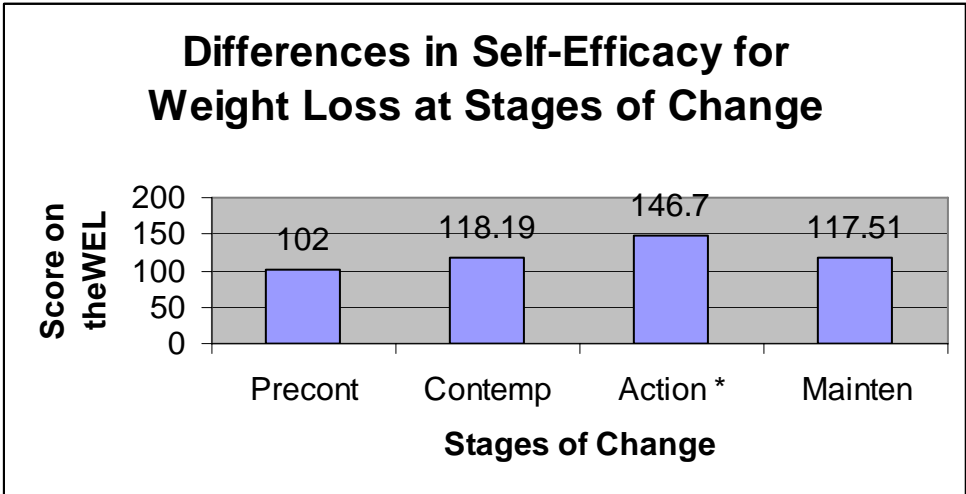 Differences in Self-Efficacy for
Weight Loss at Stages of Change
Score on
theWEL
200
150
100
50
0
102
118.19
146.7
117.51
Precont
Contemp
Action *
Mainten
Stages of Change